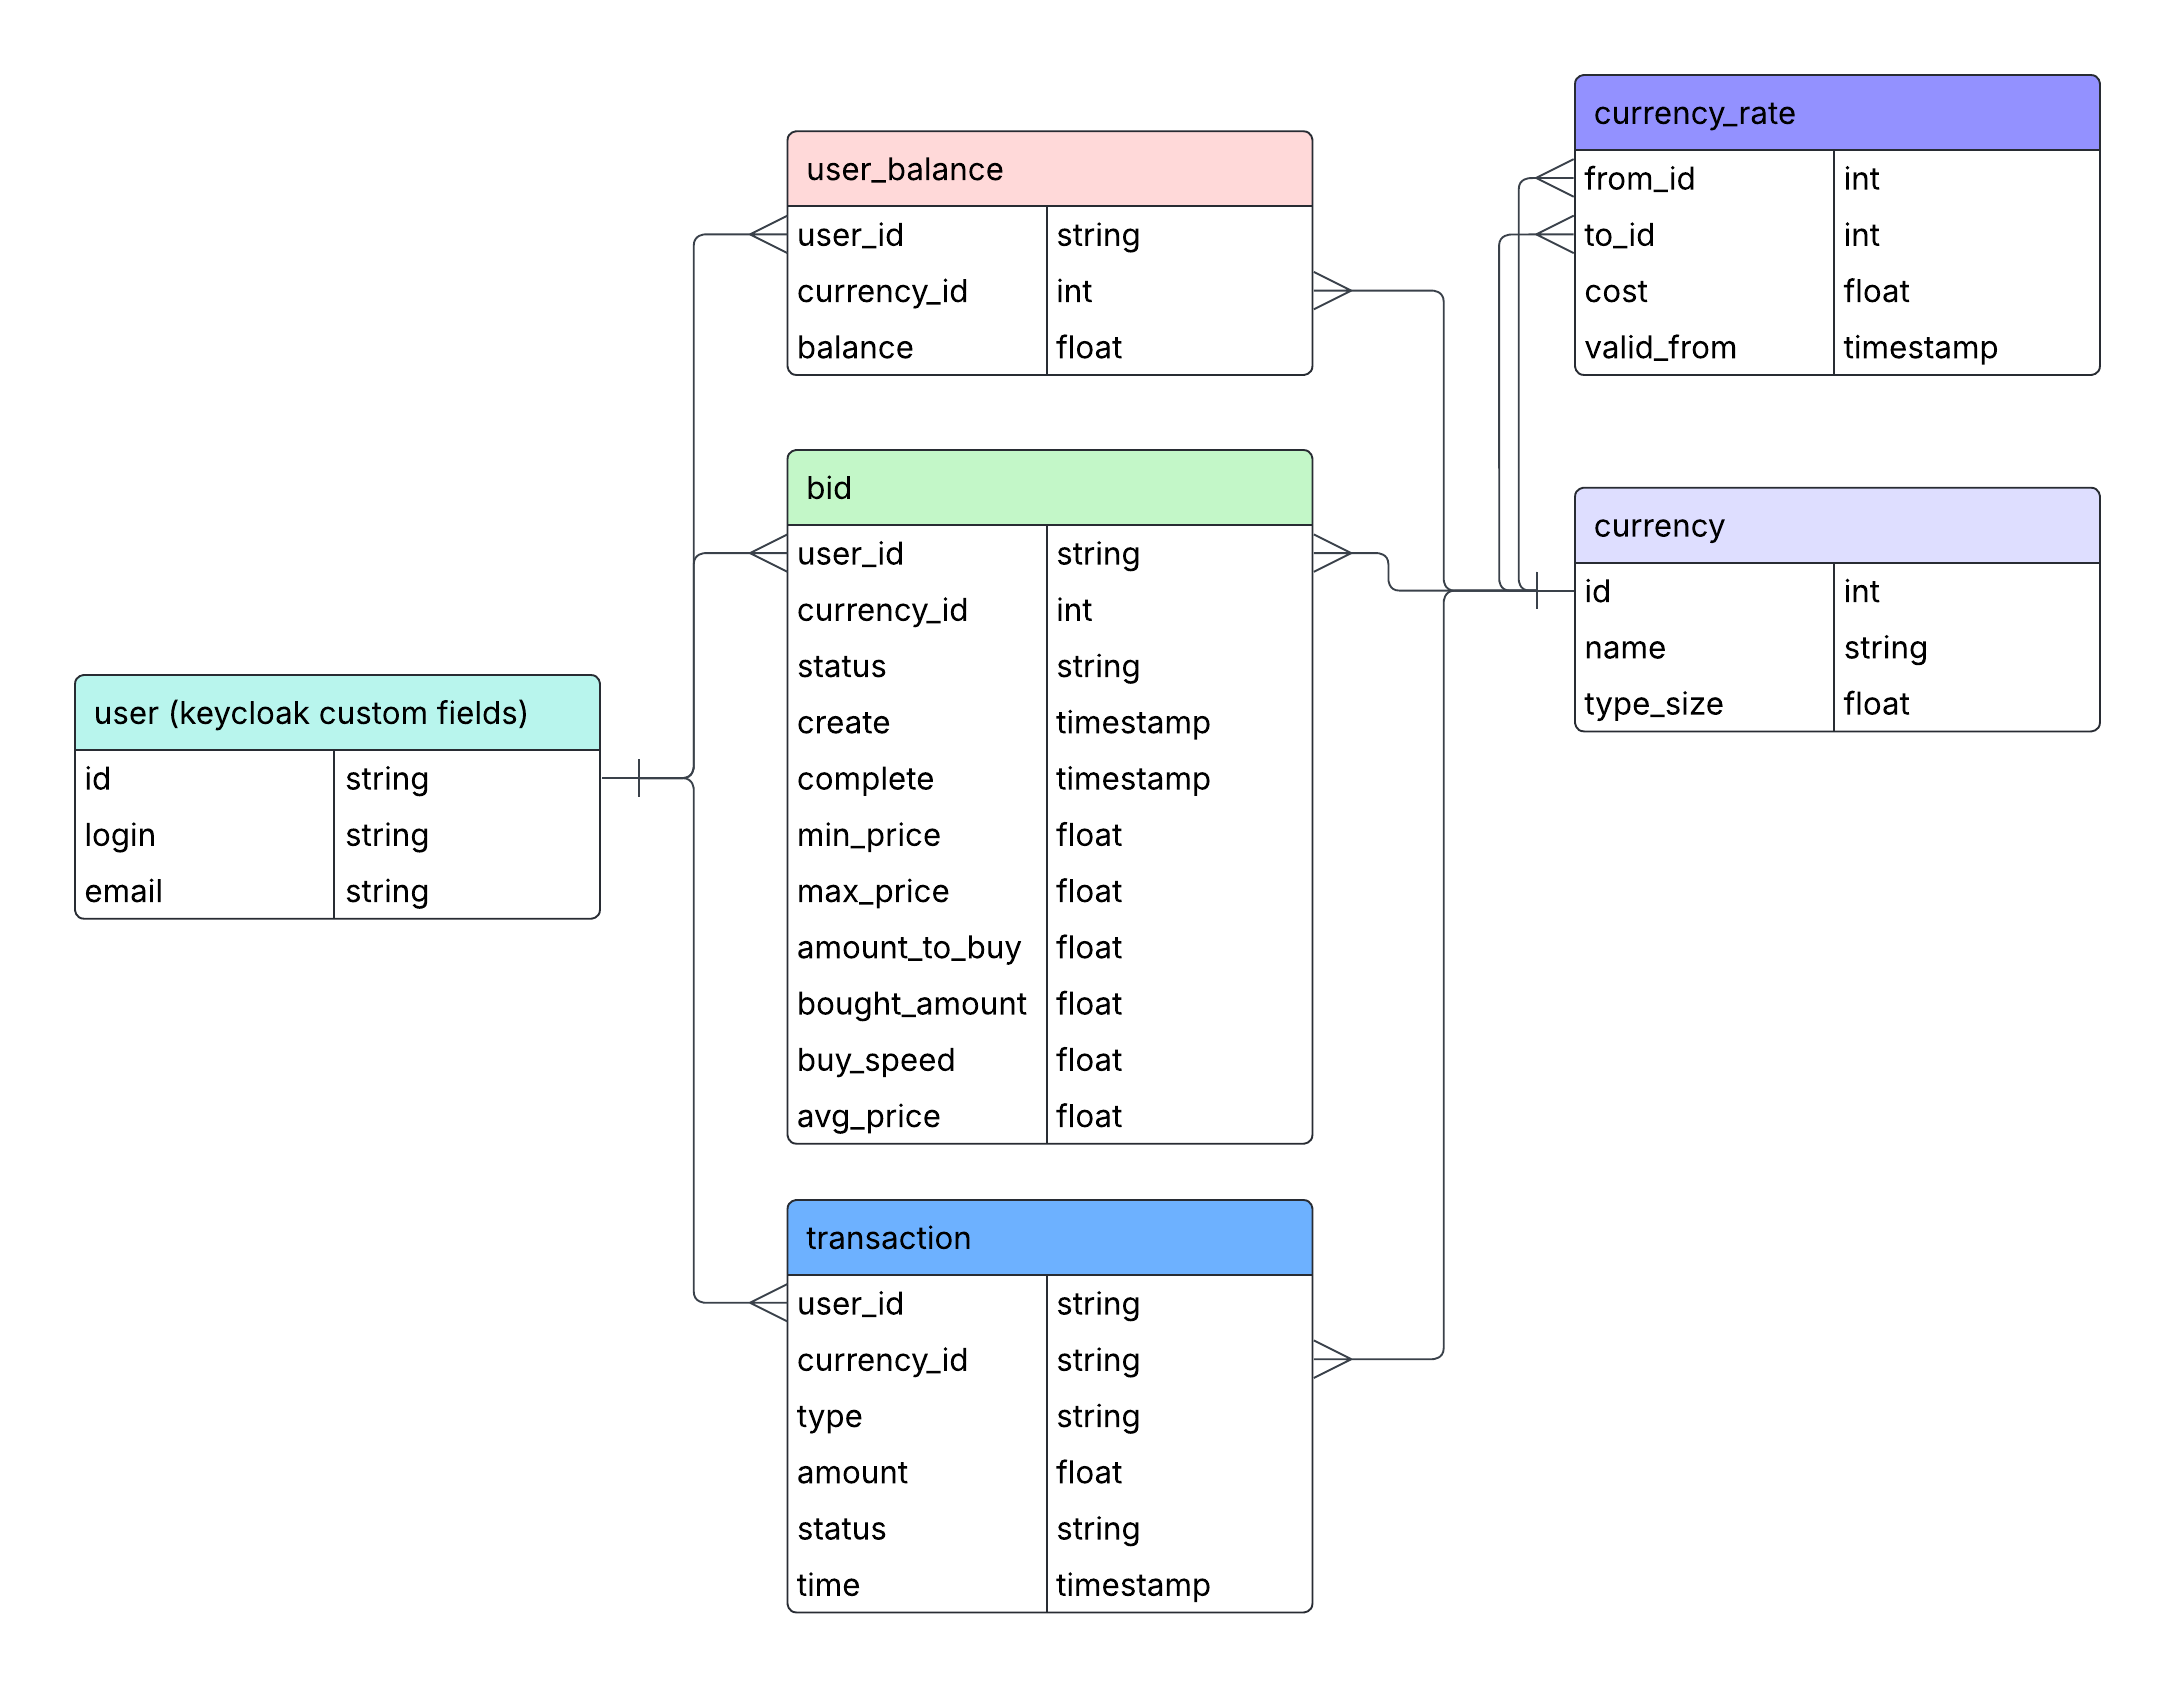 currency_rate
from_id int
to_id int
cost float
valid_from timestamp
user_balance
user_id string
currency_id int
balance float
bid
user_id string
currency_id int
status string
create timestamp
complete timestamp
min_price float
max_price float
amount_to_buy float
bought_amount float
buy_speed float
avg_price float
currency
id int
name string
type_size float
user (keycloak custom fields)
id string
login string
email string
transaction
user_id string
currency_id string
type string
amount float
status string
time timestamp